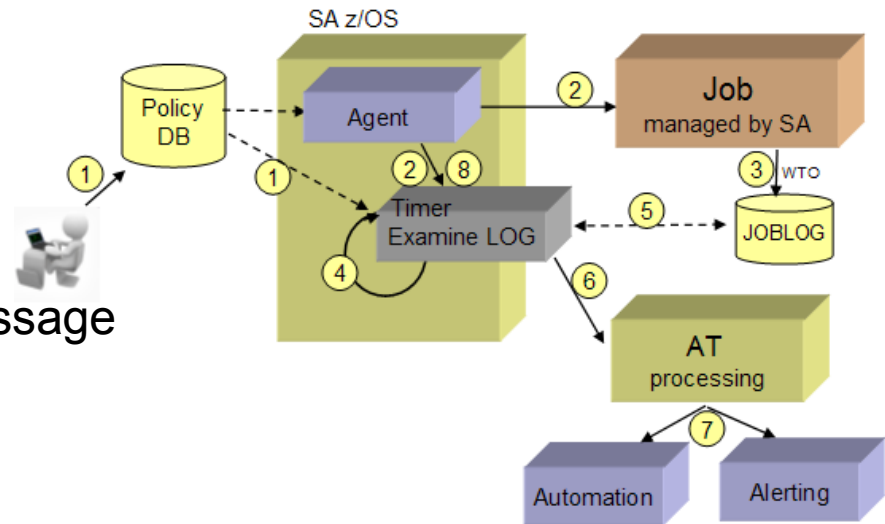 SA z/OS
Policy
DB
Agent
2
Job
managed by SA
1
1
2
8
3
WTO
Timer
Examine LOG
5
JOBLOG
4
6
ssage
AT
processing
7
Automation
Alerting